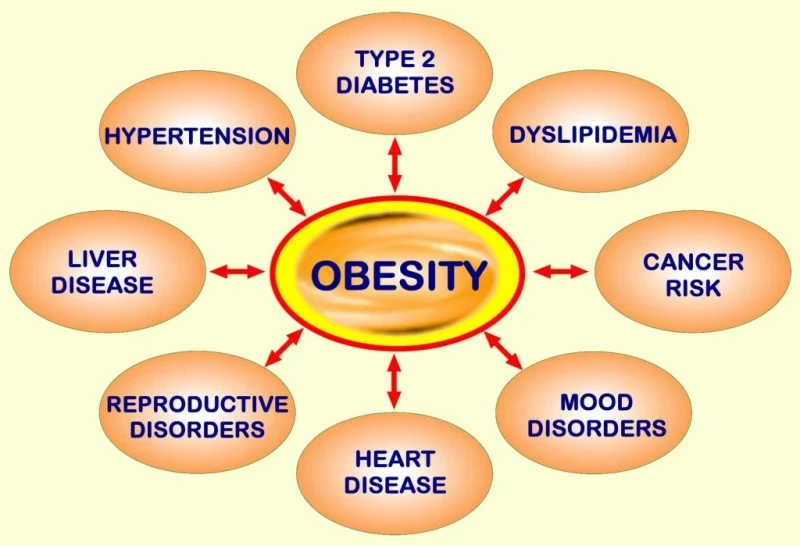 TYPE 2
DIABETES
HYPERTENSION
DYSLIPIDEMIA
LIVER
DISEASE
OBESITY
CANCER
RISK
REPRODUCTIVE
DISORDERS
MOOD
DISORDERS
HEART
DISEASE